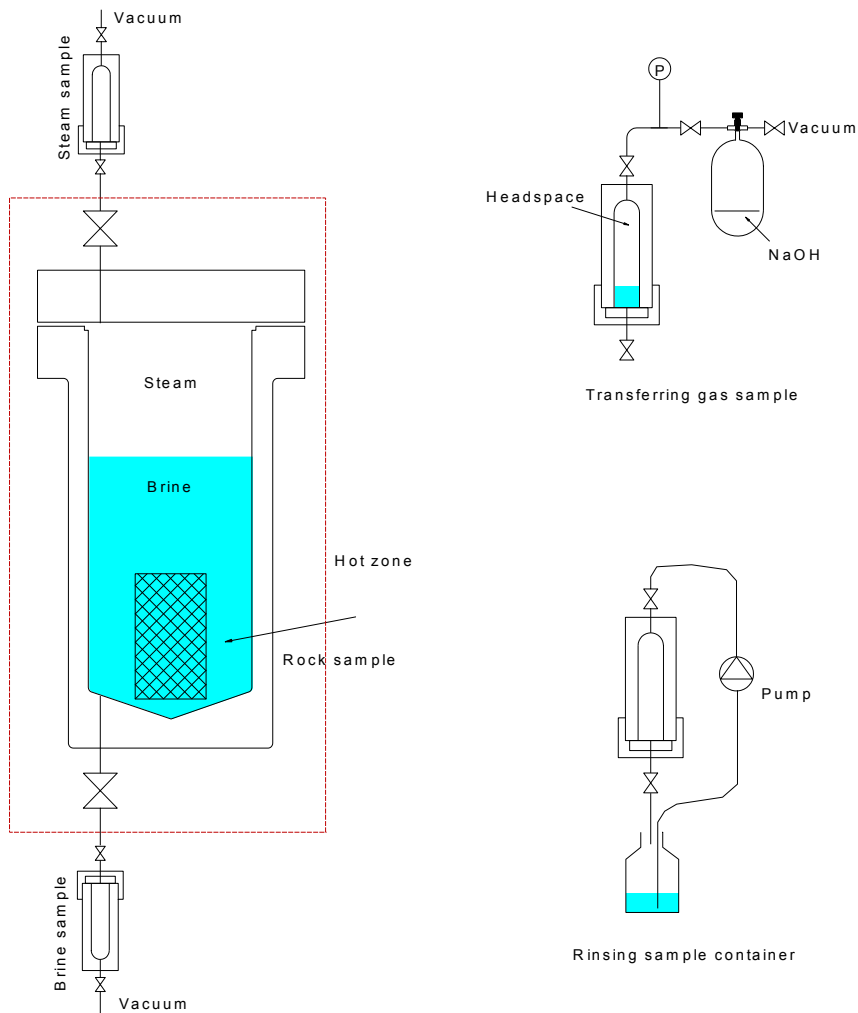 Vacuum
Steam sample
Steam
Brine
Hot zone
Rock sample
Brine sample
Vacuum
P
Vacuum
Headspace
NaOH
Transferring gas sample
Pump
Rinsing sample container